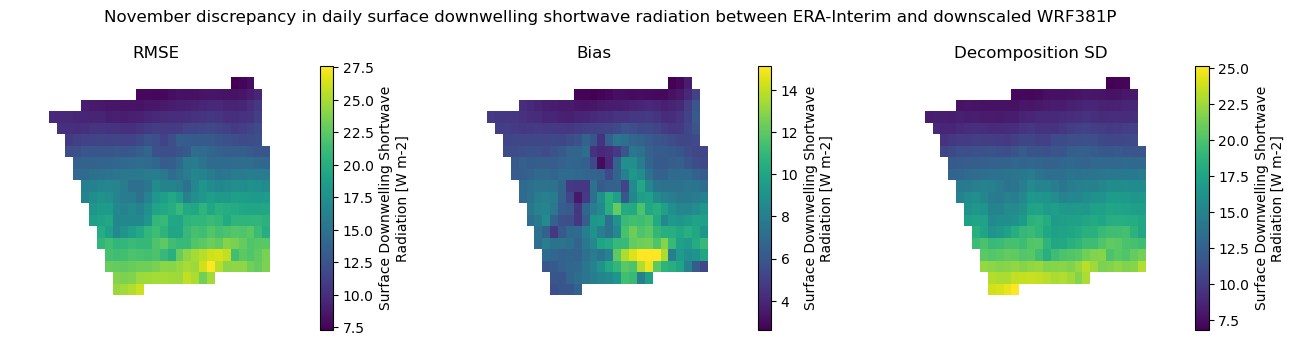 November discrepancy in daily surface downwelling shortwave radiation between ERA-Interim and downscaled WRF381P
RMSE
27.5
25.0
22.5
20.0
17.5
15.0
12.5
10.0
7.5
Surface Downwelling Shortwave
Radiation [W m-2]
Bias
14
12
10
8
6
4
Surface Downwelling Shortwave
Radiation [W m-2]
Decomposition SD
25.0
22.5
20.0
17.5
15.0
12.5
10.0
7.5
Surface Downwelling Shortwave
Radiation [W m-2]